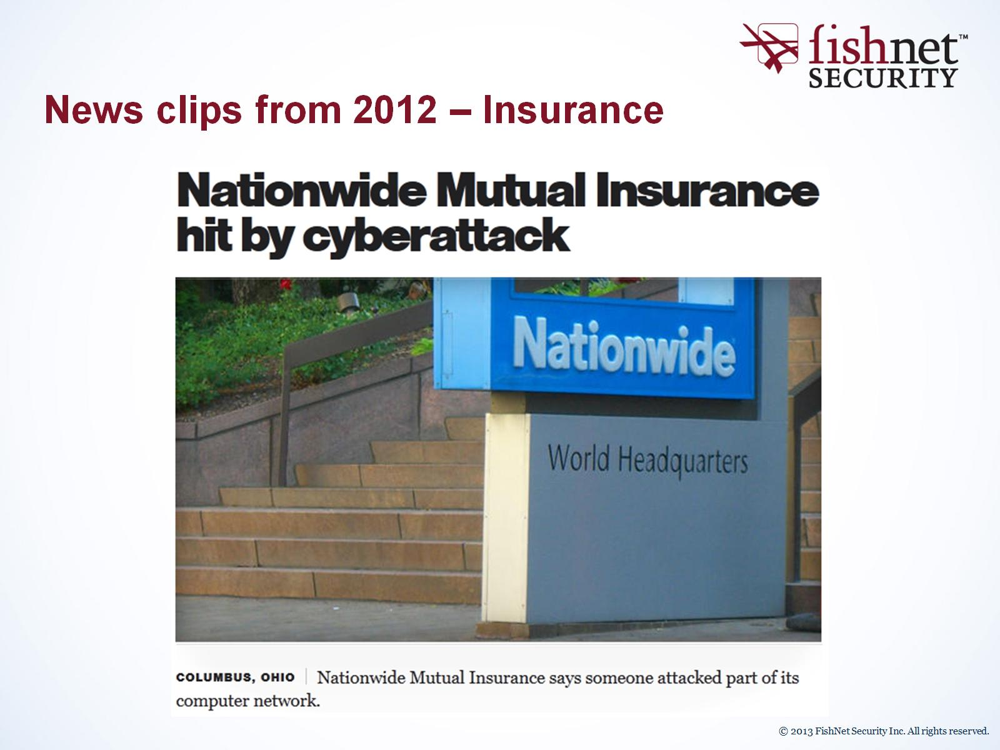 fishnet™
SECURITY
News clips from 2012 – Insurance
Nationwide Mutual Insurance
hit by cyberattack
Nationwide
World Headquarters
COLUMBUS, OHIO | Nationwide Mutual Insurance says someone attacked part of its
computer network.
© 2013 FishNet Security Inc. All rights reserved.